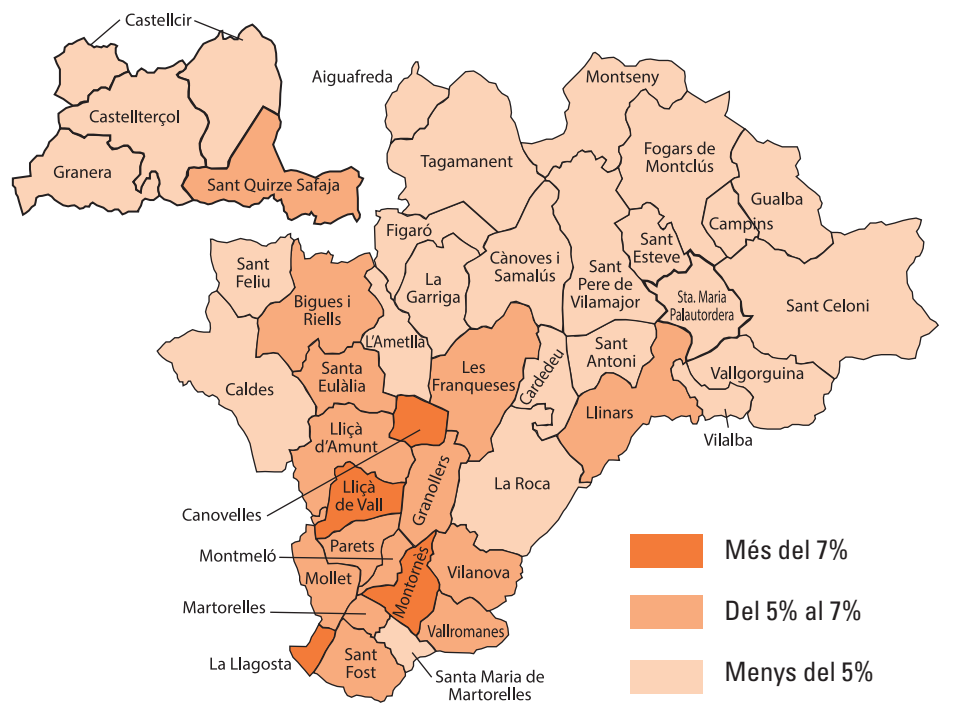 Castellcir
Aiguafreda
Montseny
Castellterçol
Fogars de
Montclús
Tagamanent
Granera
Sant Quirze Safaja
Gualba
Campins
Figaró
Sant
Esteve
Cànoves i
Samalús
Sant
Feliu
La
Garriga
Sant
Pere de
Vilamajor
Bigues i
Riells
Sta. Maria
Palautordera
Sant Celoni
L'Ametlla
Sant
Antoni
Santa
Eulàlia
Les
Franqueses
Cardedeu
Vallgorguina
Caldes
Llinars
Lliçà
d'Amunt
Vilalba
Granollers
La Roca
Lliçà
de Vall
Canovelles
Parets
Montmeló
Més del 7%
Mollet
Montornès
Vilanova
Martorelles
Del 5% al 7%
Vallromanes
La Llagosta
Sant
Fost
Santa Maria de
Martorelles
Menys del 5%